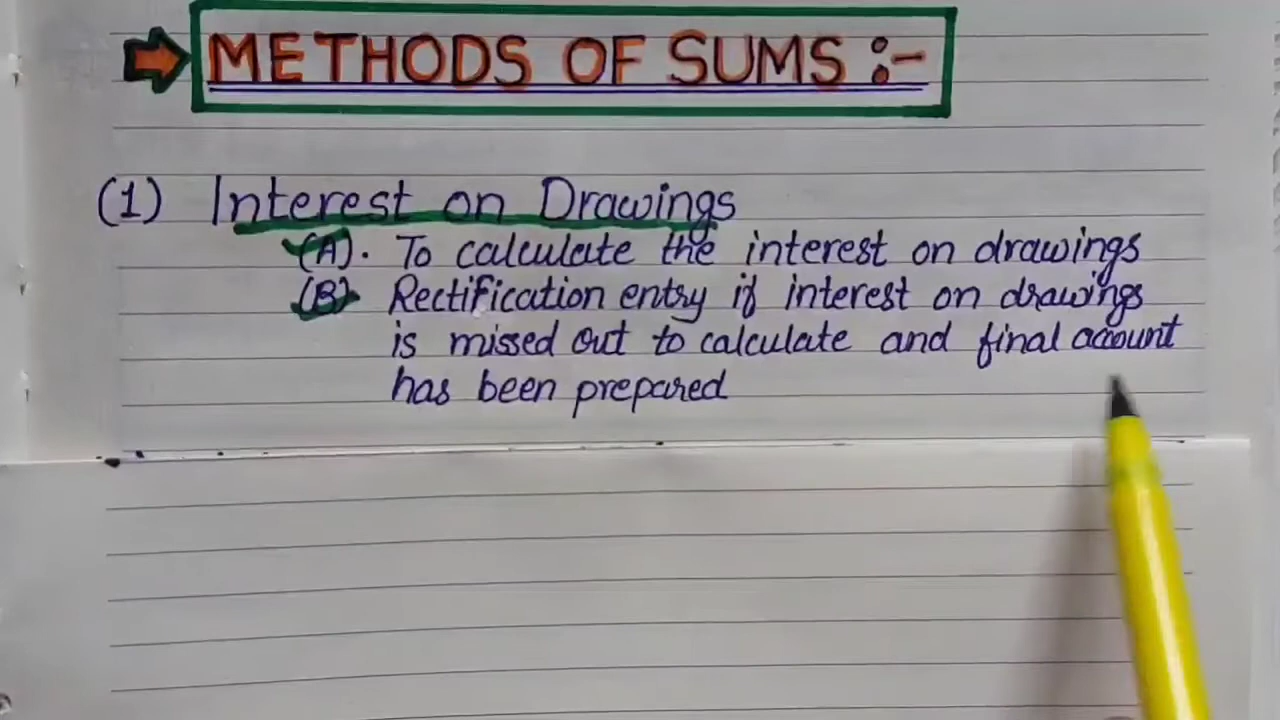 METHODS OF SUMS :-
(1) Interest on Drawings
(A). To calculate the interest on drawings
(B) Rectification entry if interest on drawings
is missed out to calculate and final account
has been prepared